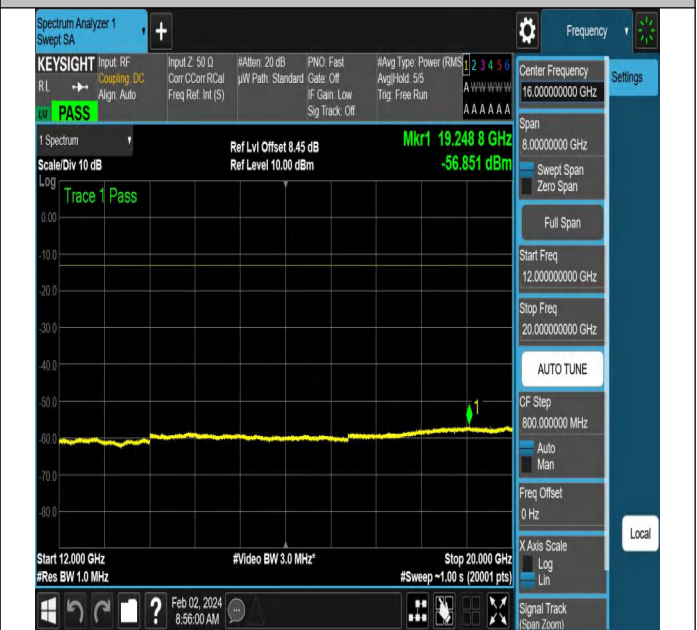 Spectrum Analyzer 1
Swept SA
+
Frequency
KEYSIGHT
RL
Input: RF
Coupling: DC
Align: Auto
Input Z: 50 Ω
Corr CCorr RCal
Freq Ref: Int (S)
#Atten: 20 dB
µW Path: Standard
PNO: Fast
Gate: Off
IF Gain: Low
Sig Track: Off
#Avg Type: Power (RMS
Avg|Hold: 5/5
Trig: Free Run
1 2 3 4 5 6
A W W W W W
A A A A A A
PASS
1 Spectrum
Scale/Div 10 dB
Ref Lvl Offset 8.45 dB
Ref Level 10.00 dBm
Mkr1 19.248 8 GHz
-56.851 dBm
Log
Trace 1 Pass
0.00
-10.0
-20.0
-30.0
-40.0
-50.0
-60.0
-70.0
-80.0
1
Start 12.000 GHz
#Res BW 1.0 MHz
#Video BW 3.0 MHz*
Stop 20.000 GHz
#Sweep ~1.00 s (20001 pts)
Feb 02, 2024
8:56:00 AM
?
Center Frequency
16.000000000 GHz
Settings
Span
8.00000000 GHz
Swept Span
Zero Span
Full Span
Start Freq
12.000000000 GHz
Stop Freq
20.000000000 GHz
AUTO TUNE
CF Step
800.000000 MHz
Auto
Man
Freq Offset
0 Hz
Local
X Axis Scale
Log
Lin
Signal Track
(Span Zoom)